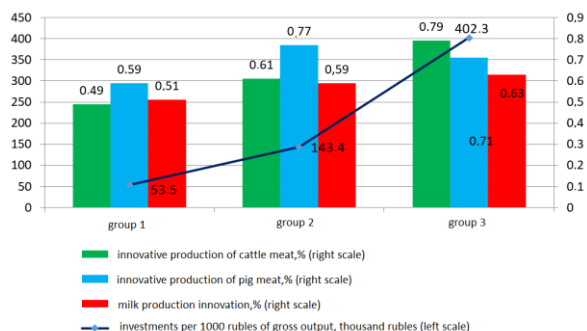 450 0.9
400 0.79 402.3 0.8
350 0.77 0.7
300 0.59 0.61 0,59 0.6
250 0.49 0.51 0.63 0.5
200 0.4
150 143.4 0.71 0.3
100 0.2
50 53.5 0.1
0 0
group 1 group 2 group 3
innovative production of cattle meat,% (right scale)
innovative production of pig meat,% (right scale)
milk production innovation,% (right scale)
investments per 1000 rubles of gross output, thousand rubles (left scale)